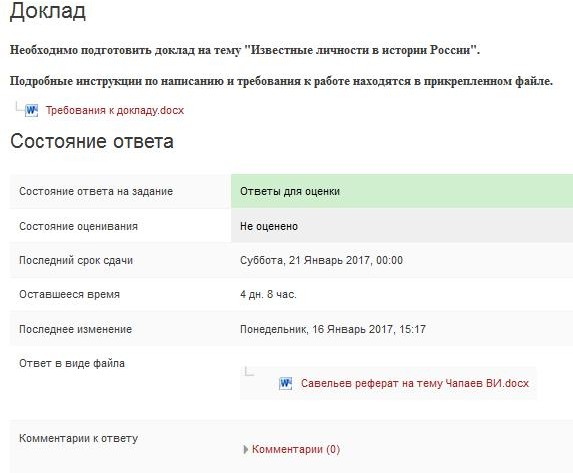 Доклад
Необходимо подготовить доклад на тему "Известные личности в истории России".
Подробные инструкции по написанию и требования к работе находятся в прикрепленном файле.
Требования к докладу.docx
Состояние ответа
Состояние ответа на задание Ответы для оценки
Состояние оценивания Не оценено
Последний срок сдачи Суббота, 21 Январь 2017, 00:00
Оставшееся время 4 дн. 8 час.
Последнее изменение Понедельник, 16 Январь 2017, 15:17
Ответ в виде файла
Савельев реферат на тему Чапаев ВИ.docx
Комментарии к ответу
Комментарии (0)